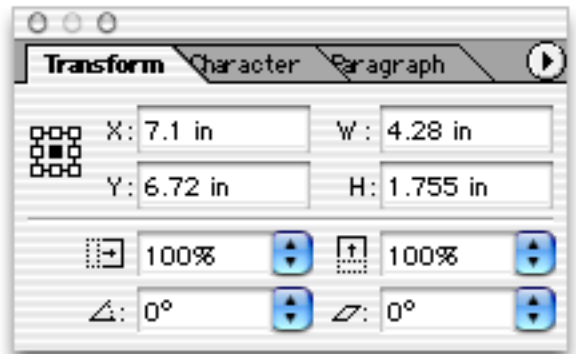 Transform Character Paragraph
X: 7.1 in W: 4.28 in
Y: 6.72 in H: 1.755 in
100% 100%
: 0° : 0°